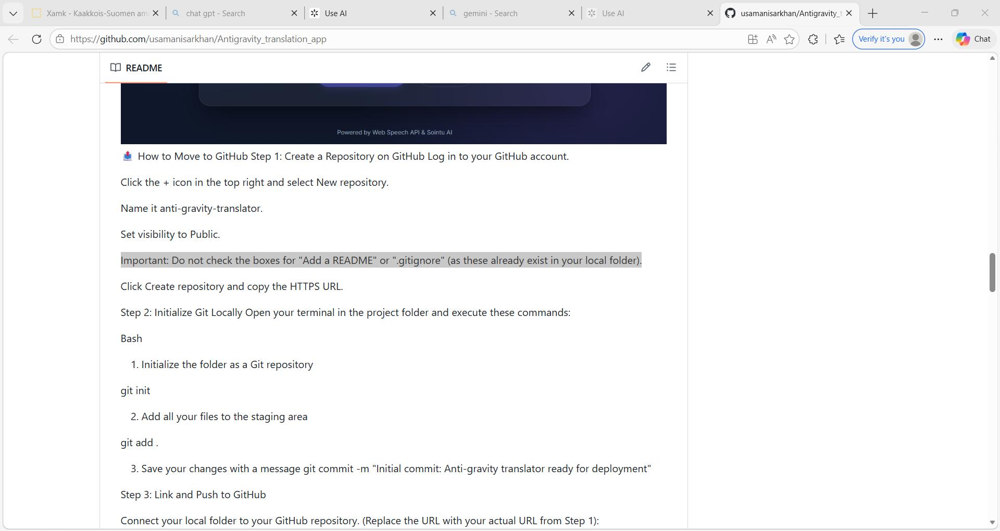 Xamk - Kaakkois-Suomen am
chat gpt - Search
Use AI
gemini - Search
Use AI
usamanisarkhan/Antigravity_t
https://github.com/usamanisarkhan/Antigravity_translation_app
Verify it's you
Chat
README
Powered by Web Speech API & Sointu AI
How to Move to GitHub Step 1: Create a Repository on GitHub Log in to your GitHub account.
Click the + icon in the top right and select New repository.
Name it anti-gravity-translator.
Set visibility to Public.
Important: Do not check the boxes for "Add a README" or ".gitignore" (as these already exist in your local folder).
Click Create repository and copy the HTTPS URL.
Step 2: Initialize Git Locally Open your terminal in the project folder and execute these commands:
Bash
1. Initialize the folder as a Git repository
git init
2. Add all your files to the staging area
git add .
3. Save your changes with a message git commit -m "Initial commit: Anti-gravity translator ready for deployment"
Step 3: Link and Push to GitHub
Connect your local folder to your GitHub repository. (Replace the URL with your actual URL from Step 1):